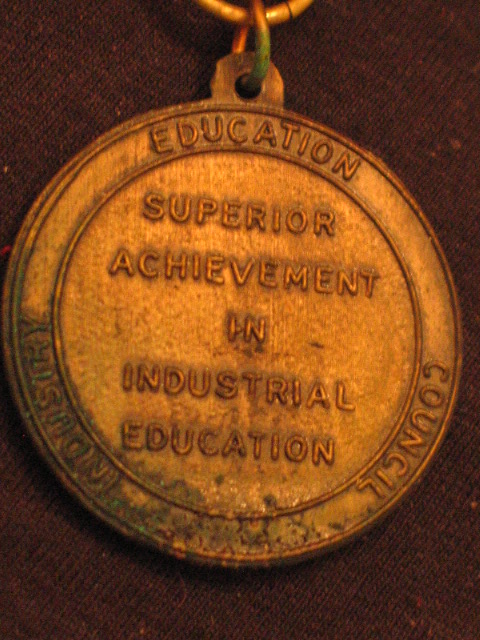 INDUSTRY EDUCATION COUNCIL
SUPERIOR
ACHIEVEMENT
IN
INDUSTRIAL
EDUCATION